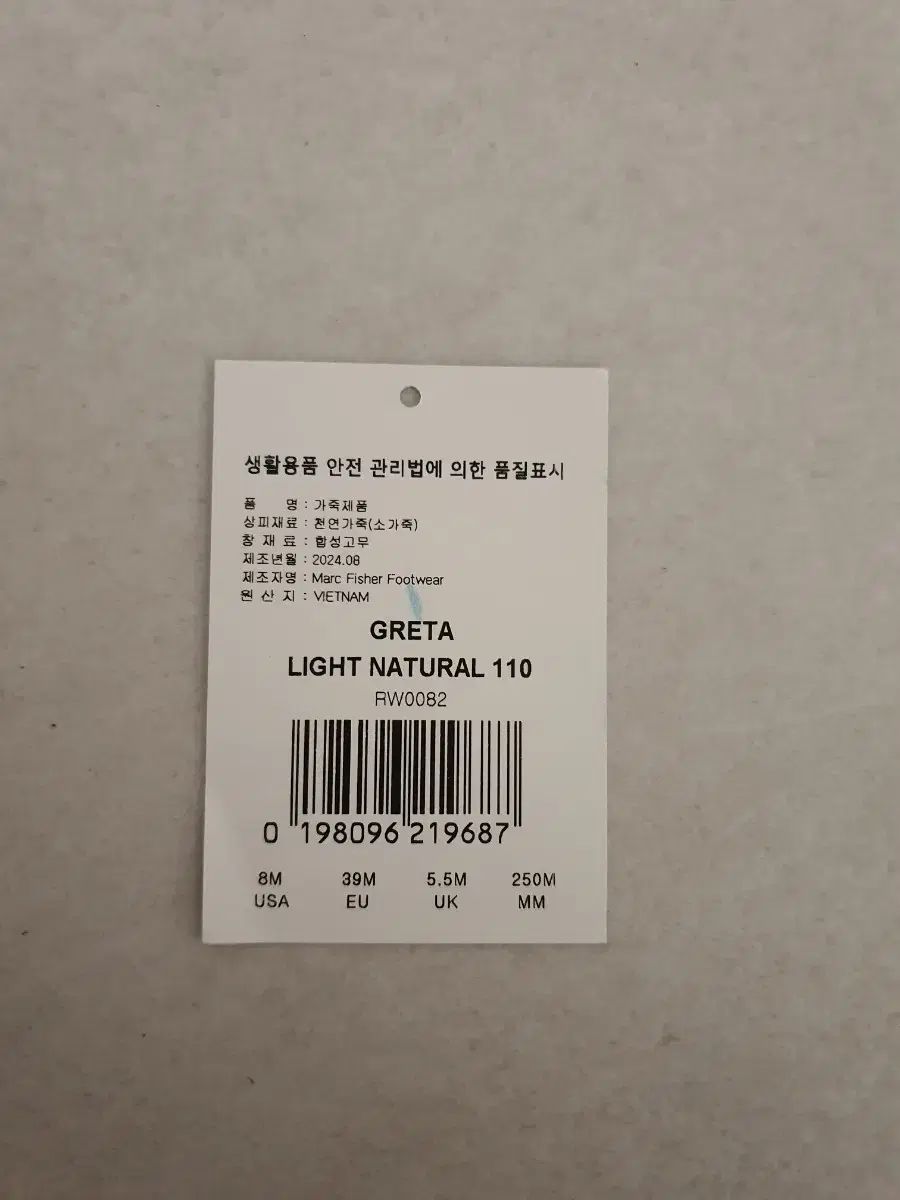 생활용품 안전 관리법에 의한 품질표시
품 명 : 가죽제품
상피재료 : 천연가죽(소가죽)
창 재 료 : 합성고무
제조년월 : 2024.08
제조자명 : Marc Fisher Footwear
원 산 지 : VIETNAM
GRETA
LIGHT NATURAL 110
RW0082
0 198096 219687
8M 39M 5.5M 250M
USA EU UK MM